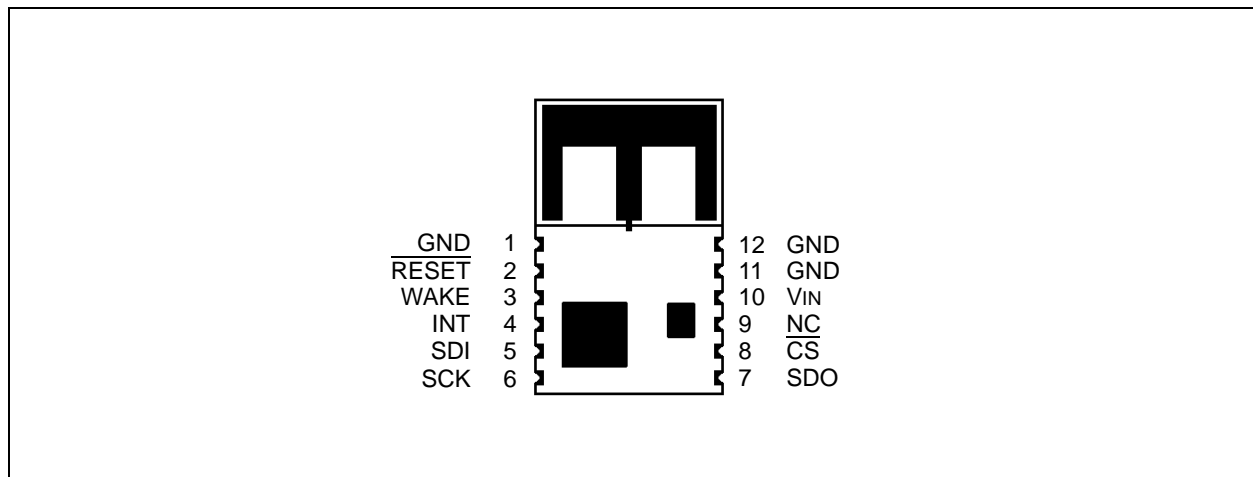 GND 1 12 GND
RESET 2 11 GND
WAKE 3 10 VIN
INT 4 9 NC
SDI 5 8 CS
SCK 6 7 SDO